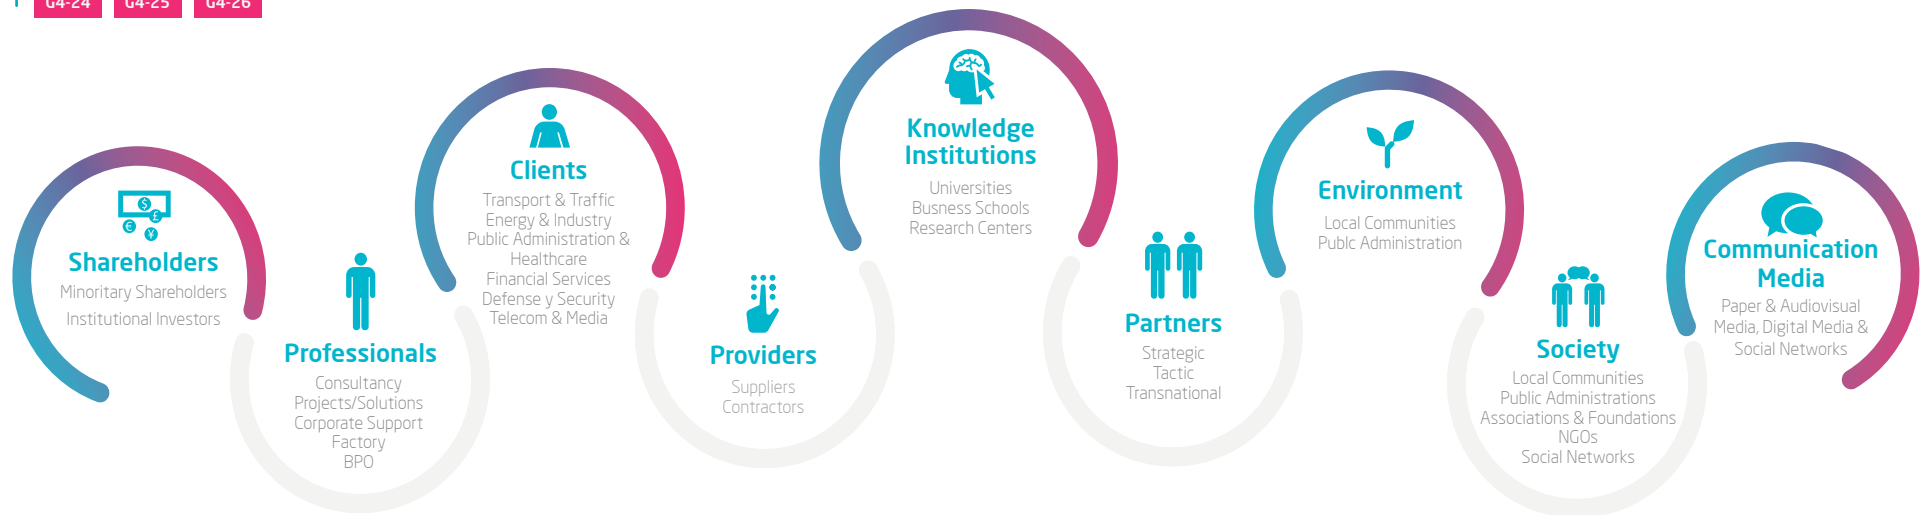 G4-24 G4-25 G4-26
Shareholders
Minoritary Shareholders
Institutional Investors
Professionals
Consultancy
Projects/Solutions
Corporate Support
Factory
BPO
Clients
Transport & Traffic
Energy & Industry
Public Administration &
Healthcare
Financial Services
Defense y Security
Telecom & Media
Providers
Suppliers
Contractors
Knowledge
Institutions
Universities
Busness Schools
Research Centers
Partners
Strategic
Tactic
Transnational
Environment
Local Communities
Publc Administration
Society
Local Communities
Public Administrations
Associations & Foundations
NGOs
Social Networks
Communication
Media
Paper & Audiovisual
Media, Digital Media &
Social Networks